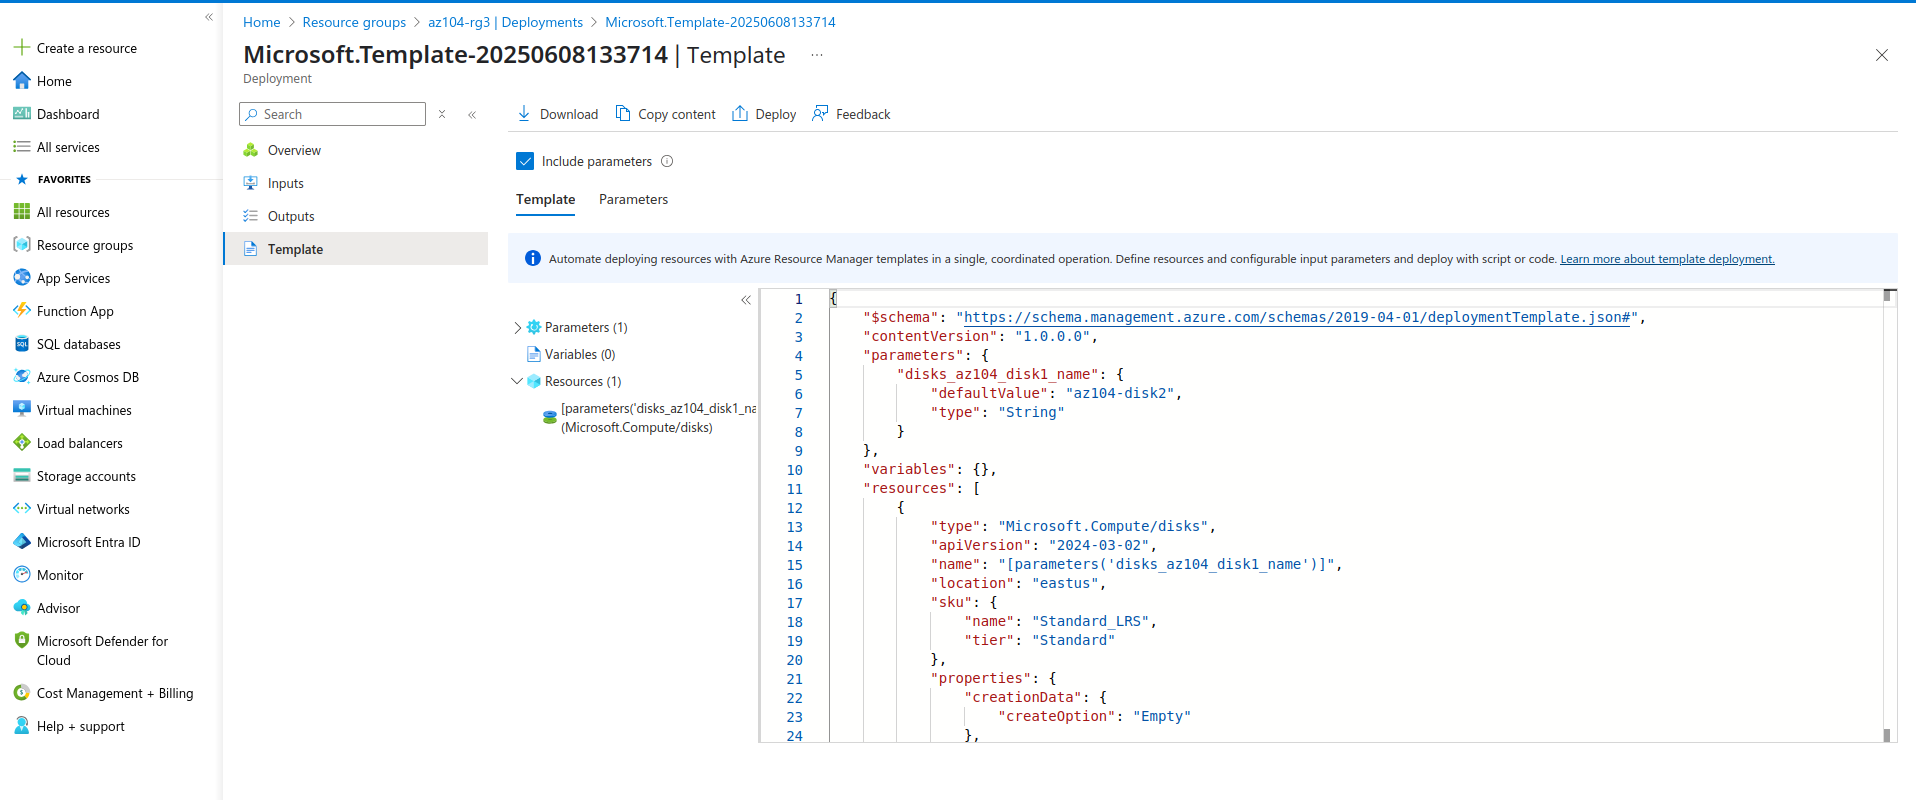 Create a resource
Home
Dashboard
All services
FAVORITES
All resources
Resource groups
App Services
Function App
SQL databases
Azure Cosmos DB
Virtual machines
Load balancers
Storage accounts
Virtual networks
Microsoft Entra ID
Monitor
Advisor
Microsoft Defender for
Cloud
Cost Management + Billing
Help + support
Home > Resource groups > az104-rg3 | Deployments > Microsoft.Template-20250608133714
Microsoft.Template-20250608133714 | Template ...
Deployment
Search
Overview
Inputs
Outputs
Template
Download Copy content Deploy Feedback
Include parameters
Template Parameters
Automate deploying resources with Azure Resource Manager templates in a single, coordinated operation. Define resources and configurable input parameters and deploy with script or code. Learn more about template deployment.
Parameters (1)
Variables (0)
Resources (1)
[parameters('disks_az104_disk1_na
(Microsoft.Compute/disks)
1 {
2 "$schema": "https://schema.management.azure.com/schemas/2019-04-01/deploymentTemplate.json#",
3 "contentVersion": "1.0.0.0",
4 "parameters": {
5 "disks_az104_disk1_name": {
6 "defaultValue": "az104-disk2",
7 "type": "String"
8 }
9 },
10 "variables": {},
11 "resources": [
12 {
13 "type": "Microsoft.Compute/disks",
14 "apiVersion": "2024-03-02",
15 "name": "[parameters('disks_az104_disk1_name')]",
16 "location": "eastus",
17 "sku": {
18 "name": "Standard_LRS",
19 "tier": "Standard"
20 },
21 "properties": {
22 "creationData": {
23 "createOption": "Empty"
24 },